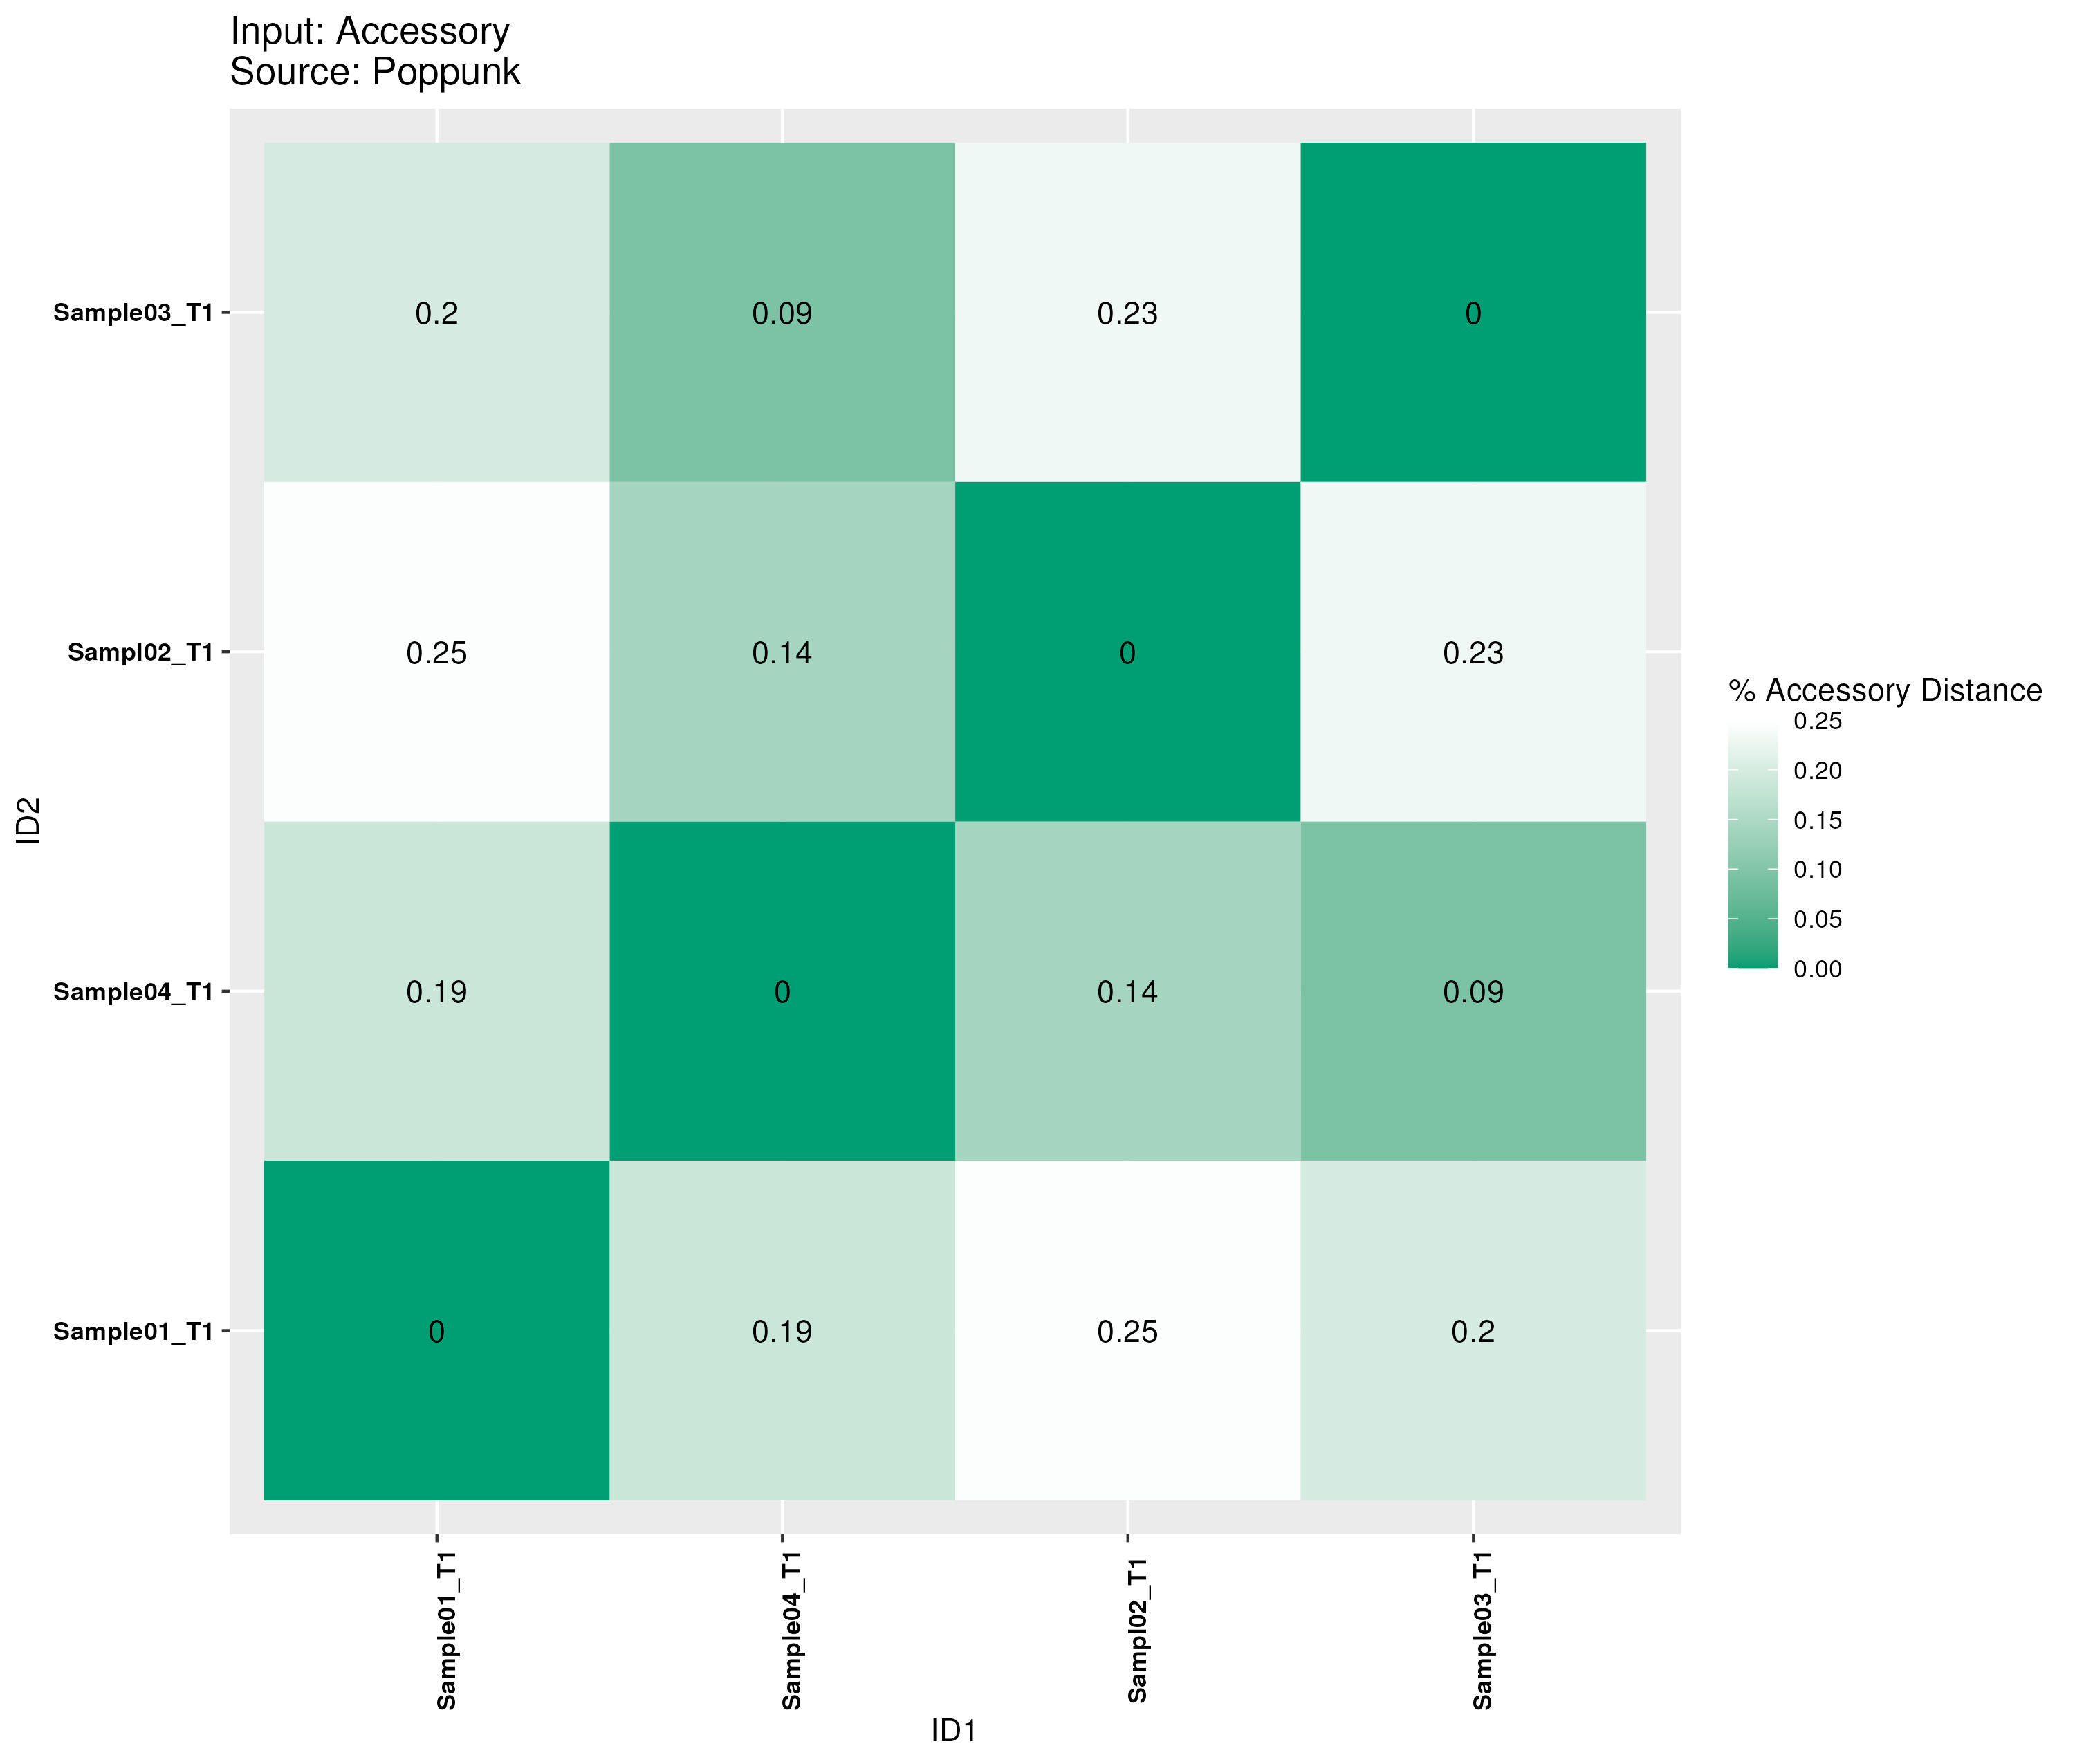 Input: Accessory
Source: Poppunk
Sample03_T1
0.2 0.09 0.23 0
Sampl02_T1
0.25 0.14 0 0.23
Sample04_T1
0.19 0 0.14 0.09
Sample01_T1
0 0.19 0.25 0.2
ID2
Sample01_T1
Sample04_T1
Sampl02_T1
Sample03_T1
ID1
% Accessory Distance
0.25
0.20
0.15
0.10
0.05
0.00